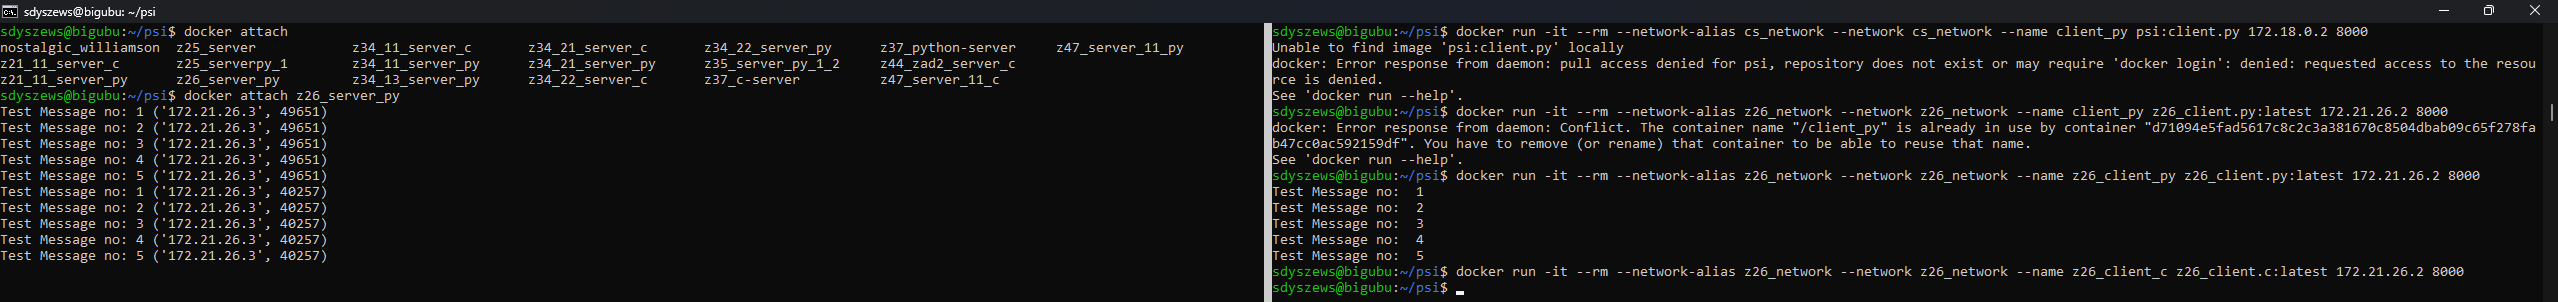 sdyszews@bigubu: ~/psi
sdyszews@bigubu:~/psi$ docker attach
nostalgic_williamson z25_server z34_11_server_c z34_21_server_c z34_22_server_py z37_python-server z47_server_11_py
z21_11_server_c z25_serverpy_1 z34_11_server_py z34_21_server_py z35_server_py_1_2 z44_zad2_server_c
z21_11_server_py z26_server_py z34_13_server_py z34_22_server_c z37_c-server z47_server_11_c
sdyszews@bigubu:~/psi$ docker attach z26_server_py
Test Message no: 1 ('172.21.26.3', 49651)
Test Message no: 2 ('172.21.26.3', 49651)
Test Message no: 3 ('172.21.26.3', 49651)
Test Message no: 4 ('172.21.26.3', 49651)
Test Message no: 5 ('172.21.26.3', 49651)
Test Message no: 1 ('172.21.26.3', 40257)
Test Message no: 2 ('172.21.26.3', 40257)
Test Message no: 3 ('172.21.26.3', 40257)
Test Message no: 4 ('172.21.26.3', 40257)
Test Message no: 5 ('172.21.26.3', 40257)
sdyszews@bigubu:~/psi$ docker run -it --rm --network-alias cs_network --network cs_network --name client_py psi:client.py 172.18.0.2 8000
Unable to find image 'psi:client.py' locally
docker: Error response from daemon: pull access denied for psi, repository does not exist or may require 'docker login': denied: requested access to the resou
rce is denied.
See 'docker run --help'.
sdyszews@bigubu:~/psi$ docker run -it --rm --network-alias z26_network --network z26_network --name client_py z26_client.py:latest 172.21.26.2 8000
docker: Error response from daemon: Conflict. The container name "/client_py" is already in use by container "d71094e5fad5617c8c2c3a381670c8504dbab09c65f278fa
b47cc0ac592159df". You have to remove (or rename) that container to be able to reuse that name.
See 'docker run --help'.
sdyszews@bigubu:~/psi$ docker run -it --rm --network-alias z26_network --network z26_network --name z26_client_py z26_client.py:latest 172.21.26.2 8000
Test Message no:  1
Test Message no:  2
Test Message no:  3
Test Message no:  4
Test Message no:  5
sdyszews@bigubu:~/psi$ docker run -it --rm --network-alias z26_network --network z26_network --name z26_client_c z26_client.c:latest 172.21.26.2 8000
sdyszews@bigubu:~/psi$